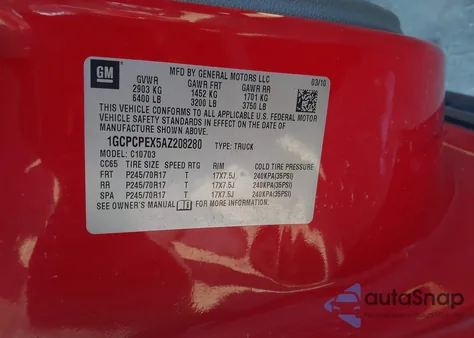 GM
MFD BY GENERAL MOTORS LLC
03/10
GVWR GAWR FRT GAWR RR
2903 KG 1452 KG 1701 KG
6400 LB 3200 LB 3750 LB
THIS VEHICLE CONFORMS TO ALL APPLICABLE U.S. FEDERAL MOTOR
VEHICLE SAFETY STANDARDS IN EFFECT ON THE DATE OF
MANUFACTURE SHOWN ABOVE.
1GCPCPEX5AZ208280 TYPE: TRUCK
MODEL: C10703
CC65 TIRE SIZE SPEED RTG RIM COLD TIRE PRESSURE
FRT P245/70R17 T 17X7.5J 240KPA(35PSI)
RR P245/70R17 T 17X7.5J 240KPA(35PSI)
SPA P245/70R17 T 17X7.5J 240KPA(35PSI)
SEE OWNER'S MANUAL FOR MORE INFORMATION
autoSnap